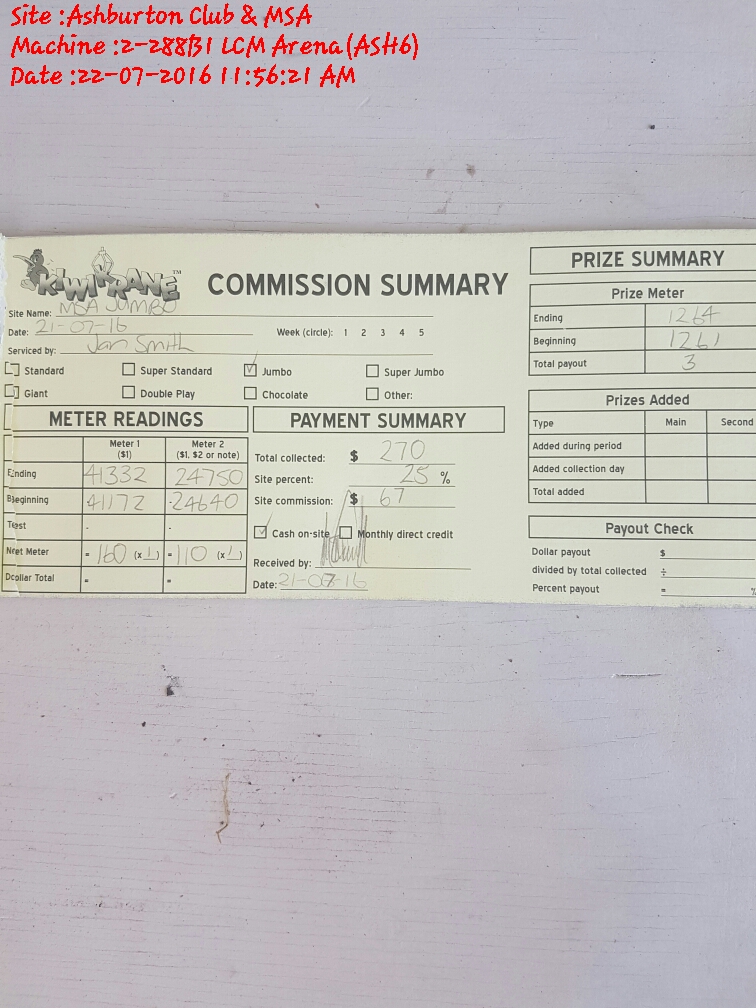 Site :Ashburton Club & MSA
Machine :2-288B1 LCM Arena(ASH6)
Date :22-07-2016 11:56:21 AM
KIWIKRANE™
COMMISSION SUMMARY
Site Name: MSA JUMBO
Date: 21-07-16 Week (circle): 1 2 3 4 5
Serviced by: Jan Smith
Standard Super Standard Jumbo Super Jumbo
Giant Double Play Chocolate Other:
METER READINGS
Meter 1 ($1) Meter 2 ($1, $2 or note)
Ending 41332 24750
Beginning 41172 -24640
Test - -
Net Meter = 160 (x 1) = 110 (x 1)
Dollar Total = =
PAYMENT SUMMARY
Total collected: $ 270
Site percent: 25 %
Site commission: $ 67
Cash on-site Monthly direct credit
Received by:
Date: 21-07-16
PRIZE SUMMARY
Prize Meter
Ending 1264
Beginning 1261
Total payout 3
Prizes Added
Type Main Second
Added during period
Added collection day
Total added
Payout Check
Dollar payout $
divided by total collected ÷
Percent payout = %